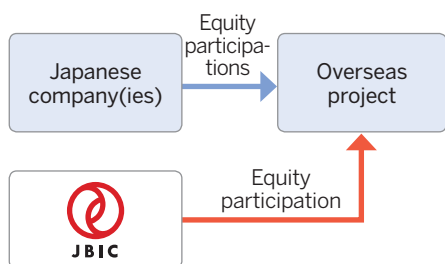 Equity
participa-
tions
Japanese
company(ies)
Overseas
project
Equity
participation
JBIC